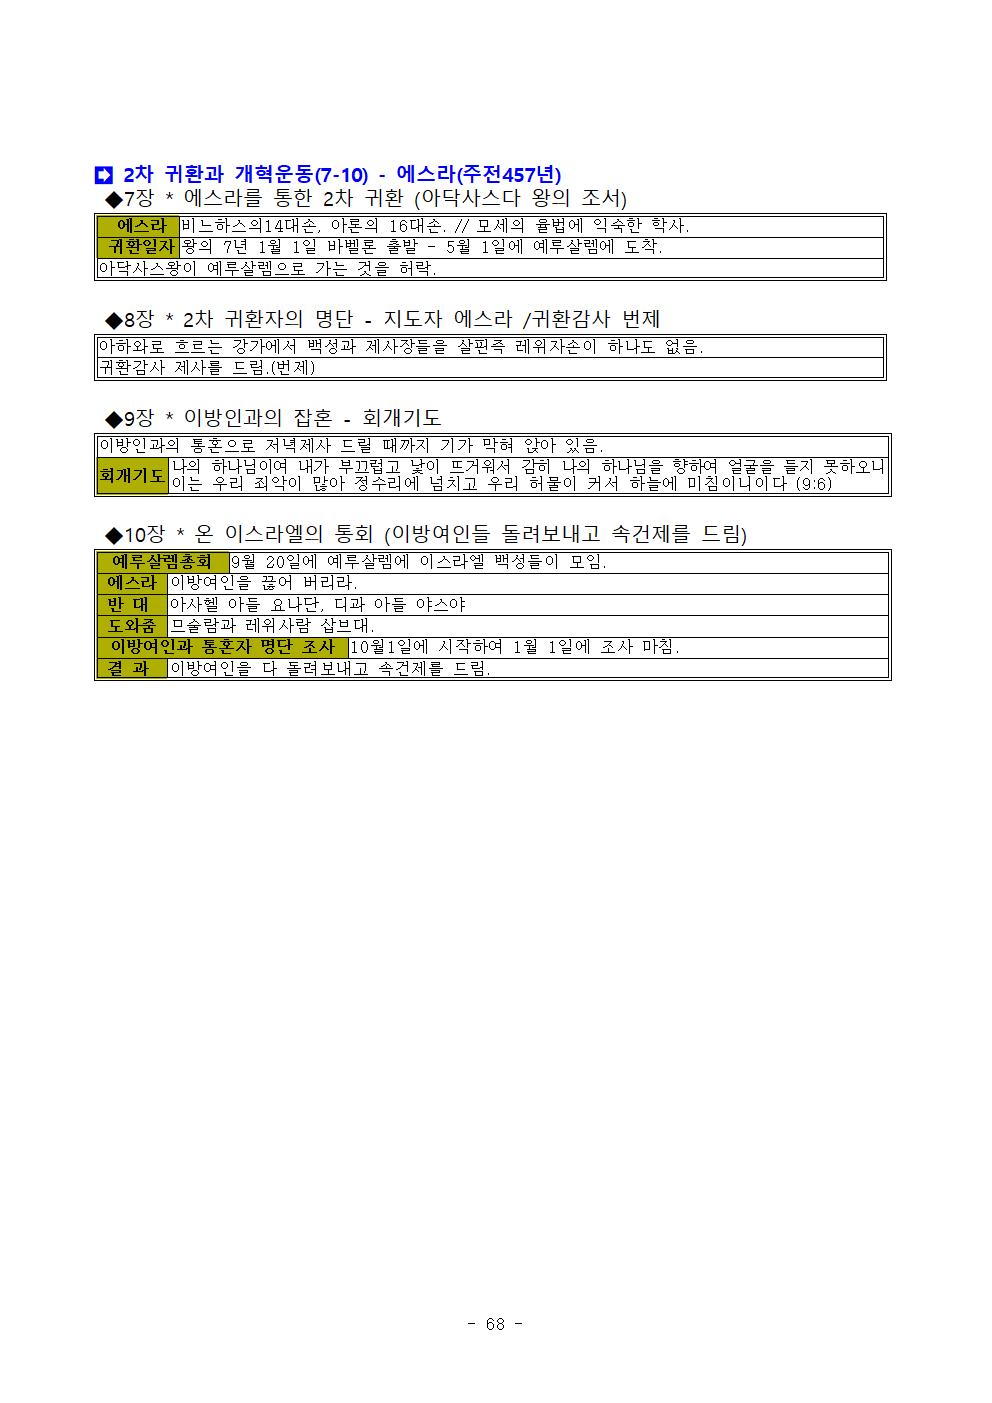 ➡ 2차 귀환과 개혁운동(7-10) - 에스라(주전457년)
◆7장 * 에스라를 통한 2차 귀환 (아닥사스다 왕의 조서)
에스라 비느하스의14대손, 아론의 16대손. // 모세의 율법에 익숙한 학사.
귀환일자 왕의 7년 1월 1일 바벨론 출발 - 5월 1일에 예루살렘에 도착.
아닥사스왕이 예루살렘으로 가는 것을 허락.
◆8장 * 2차 귀환자의 명단 - 지도자 에스라 /귀환감사 번제
아하와로 흐르는 강가에서 백성과 제사장들을 살핀즉 레위자손이 하나도 없음.
귀환감사 제사를 드림.(번제)
◆9장 * 이방인과의 잡혼 - 회개기도
이방인과의 통혼으로 저녁제사 드릴 때까지 기가 막혀 앉아 있음.
회개기도 나의 하나님이여 내가 부끄럽고 낯이 뜨거워서 감히 나의 하나님을 향하여 얼굴을 들지 못하오니
이는 우리 죄악이 많아 정수리에 넘치고 우리 허물이 커서 하늘에 미침이니이다 (9:6)
◆10장 * 온 이스라엘의 통회 (이방여인들 돌려보내고 속건제를 드림)
예루살렘총회 9월 20일에 예루살렘에 이스라엘 백성들이 모임.
에스라 이방여인을 끊어 버리라.
반 대 아사헬 아들 요나단, 디과 아들 야스야
도와줌 므술람과 레위사람 삽브대.
이방여인과 통혼자 명단 조사 10월1일에 시작하여 1월 1일에 조사 마침.
결 과 이방여인을 다 돌려보내고 속건제를 드림.
- 68 -